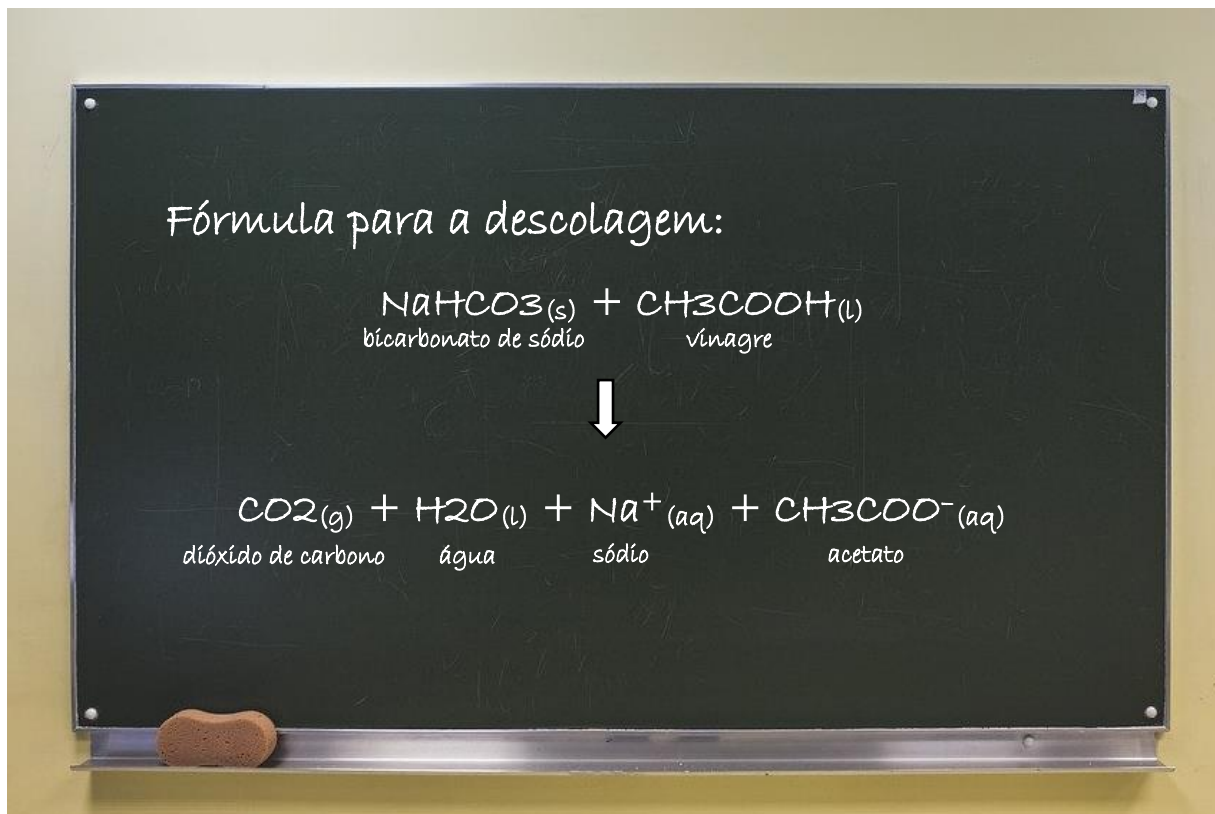 Fórmula para a descolagem:
NaHCO3(s) + CH3COOH(l)
bicarbonato de sódio vinagre
CO2(g) + H2O(l) + Na⁺(aq) + CH3COO⁻(aq)
dióxido de carbono água sódio acetato